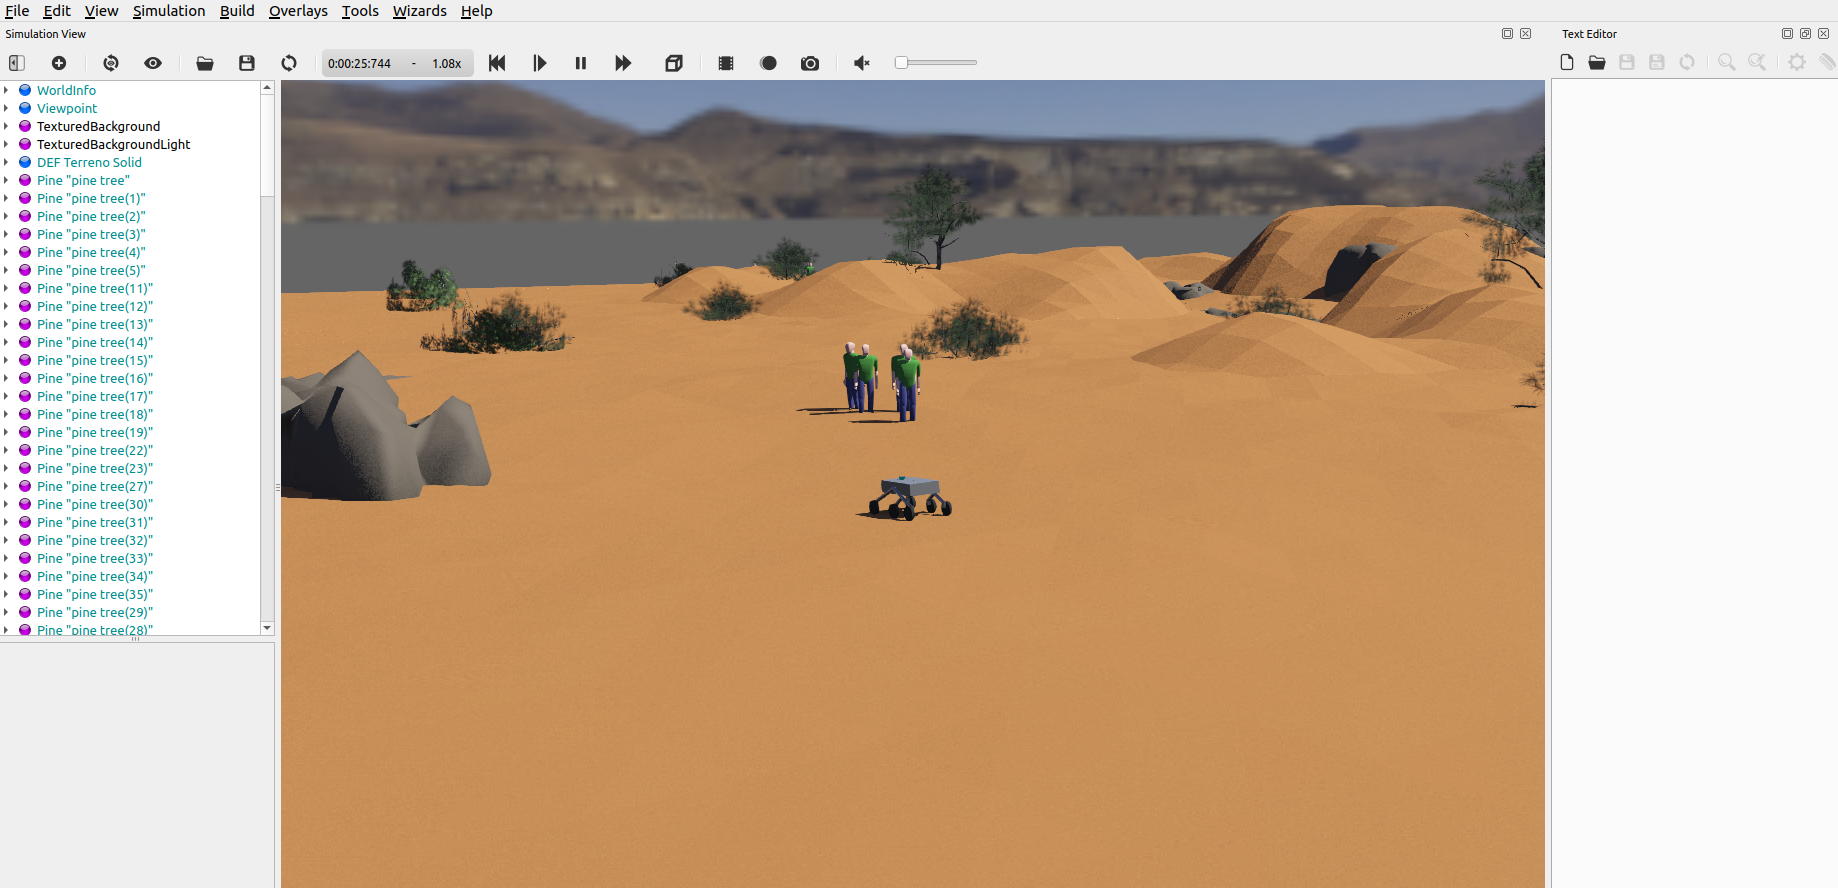 File Edit View Simulation Build Overlays Tools Wizards Help
Simulation View
Text Editor
0:00:25:744 - 1.08x
WorldInfo
Viewpoint
TexturedBackground
TexturedBackgroundLight
DEF Terreno Solid
Pine "pine tree"
Pine "pine tree(1)"
Pine "pine tree(2)"
Pine "pine tree(3)"
Pine "pine tree(4)"
Pine "pine tree(5)"
Pine "pine tree(11)"
Pine "pine tree(12)"
Pine "pine tree(13)"
Pine "pine tree(14)"
Pine "pine tree(15)"
Pine "pine tree(16)"
Pine "pine tree(17)"
Pine "pine tree(18)"
Pine "pine tree(19)"
Pine "pine tree(22)"
Pine "pine tree(23)"
Pine "pine tree(27)"
Pine "pine tree(30)"
Pine "pine tree(31)"
Pine "pine tree(32)"
Pine "pine tree(33)"
Pine "pine tree(34)"
Pine "pine tree(35)"
Pine "pine tree(29)"
Pine "pine tree(28)"